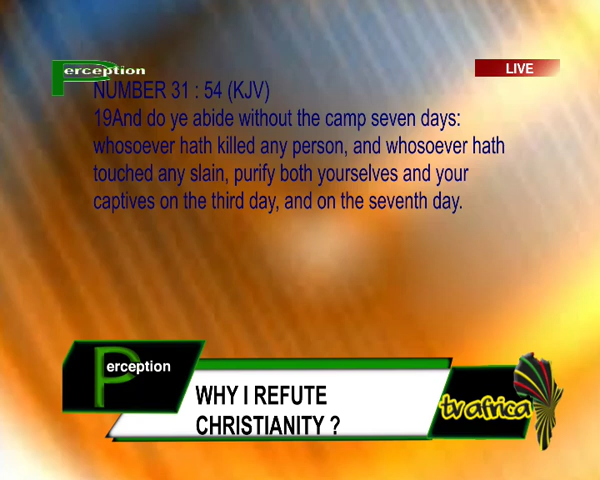 Perception
LIVE
NUMBER 31 : 54 (KJV)
19And do ye abide without the camp seven days:
whosoever hath killed any person, and whosoever hath
touched any slain, purify both yourselves and your
captives on the third day, and on the seventh day.
Perception
WHY I REFUTE
CHRISTIANITY ?
tv africa